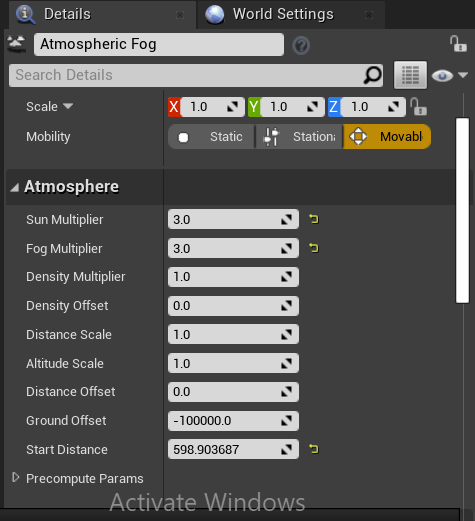 Details
World Settings
Atmospheric Fog
Search Details
Scale
X 1.0 Y 1.0 Z 1.0
Mobility
Static Stationa Movabl
Atmosphere
Sun Multiplier 3.0
Fog Multiplier 3.0
Density Multiplier 1.0
Density Offset 0.0
Distance Scale 1.0
Altitude Scale 1.0
Distance Offset 0.0
Ground Offset -100000.0
Start Distance 598.903687
Precompute Params
Activate Windows